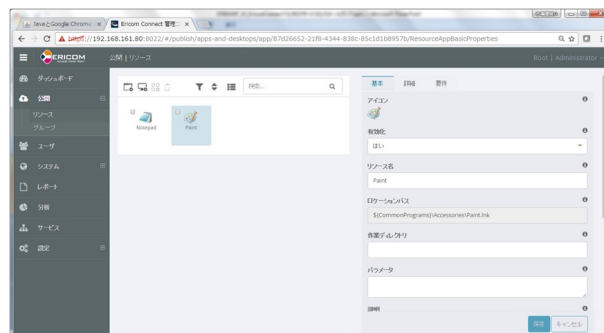 JavaとGoogle Chrome
Ericom Connect 管理コ
https://192.168.161.80:8022/#/publish/apps-and-desktops/app/87d26652-21f8-4344-838c-85c1d1b8957b/ResourceAppBasicProperties
ERICOM
公開 | リソース
Root | Administrator
ダッシュボード
公開
リソース
グループ
ユーザ
システム
レポート
分析
サービス
設定
検索...
Notepad
Paint
基本 詳細 要件
アイコン
有効化
はい
リソース名
Paint
ロケーションパス
${CommonPrograms}\Accessories\Paint.lnk
作業ディレクトリ
パラメータ
説明
保存 キャンセル